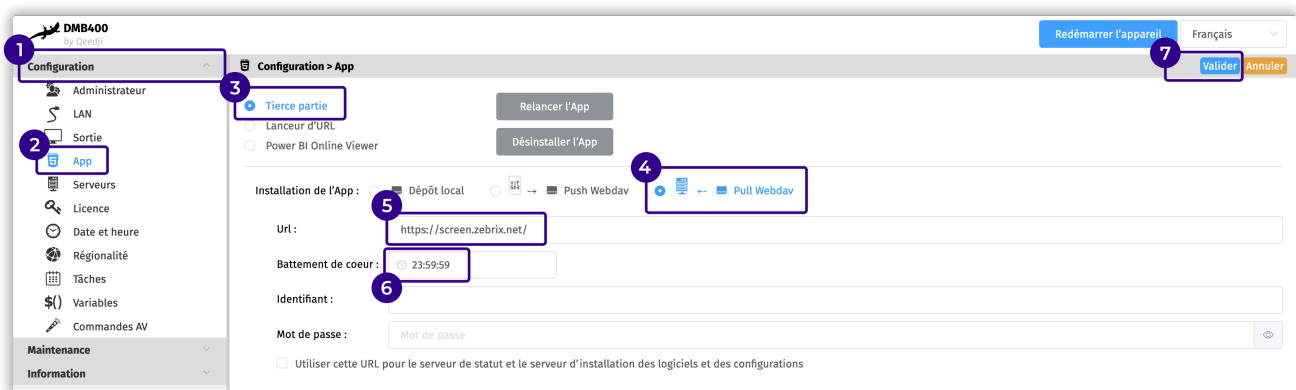 DMB400
by Qeedji
Redémarrer l'appareil
Français
1
7
Configuration
Configuration > App
Valider
Annuler
Administrateur
LAN
Sortie
2
App
Serveurs
Licence
Date et heure
Régionalité
Tâches
$() Variables
Commandes AV
Maintenance
Information
3
Tierce partie
Relancer l'App
Lanceur d'URL
Power BI Online Viewer
Désinstaller l'App
4
Installation de l'App :
Dépôt local
→ Push Webdav
← Pull Webdav
5
Url :
https://screen.zebrix.net/
Battement de coeur :
23:59:59
6
Identifiant :
Mot de passe :
Mot de passe
Utiliser cette URL pour le serveur de statut et le serveur d'installation des logiciels et des configurations